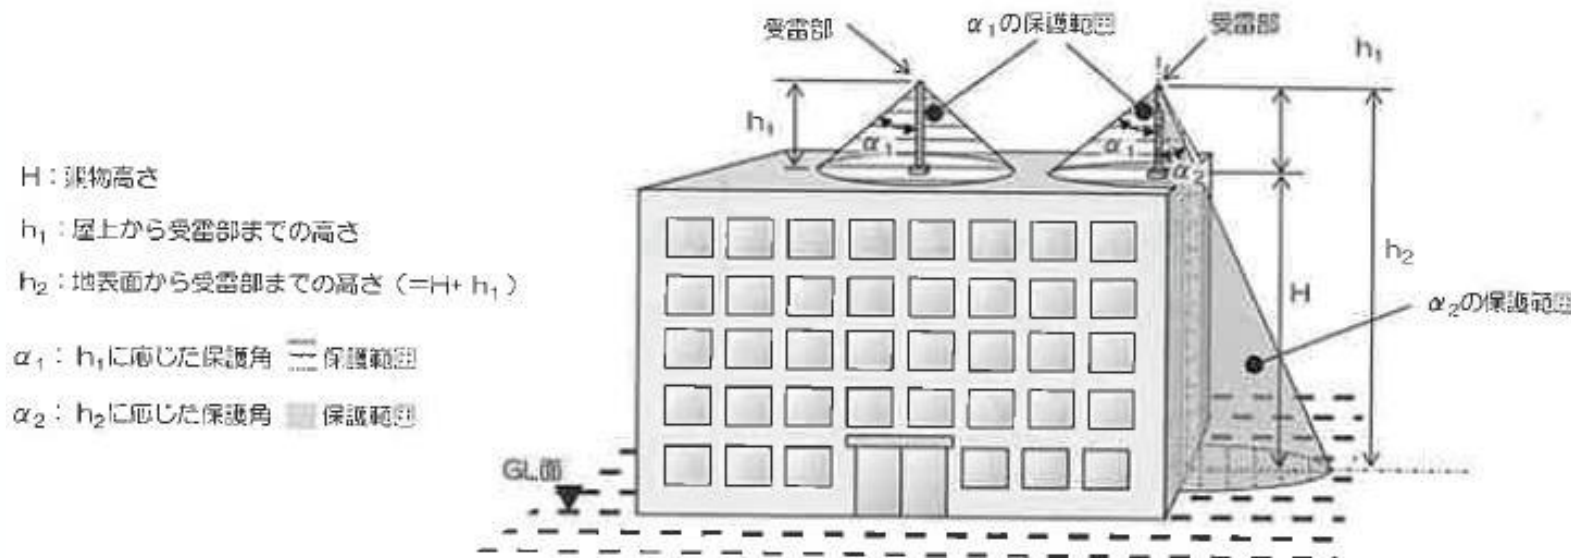 受雷部
α₁の保護範囲
受雷部
h₁
h₁
α₁
α₁
α₂
H：建物高さ
h₁：屋上から受雷部までの高さ
h₂：地表面から受雷部までの高さ（=H+ h₁）
h₂
H
α₂の保護範囲
α₁：h₁に応じた保護角 保護範囲
α₂：h₂に応じた保護角 保護範囲
GL面